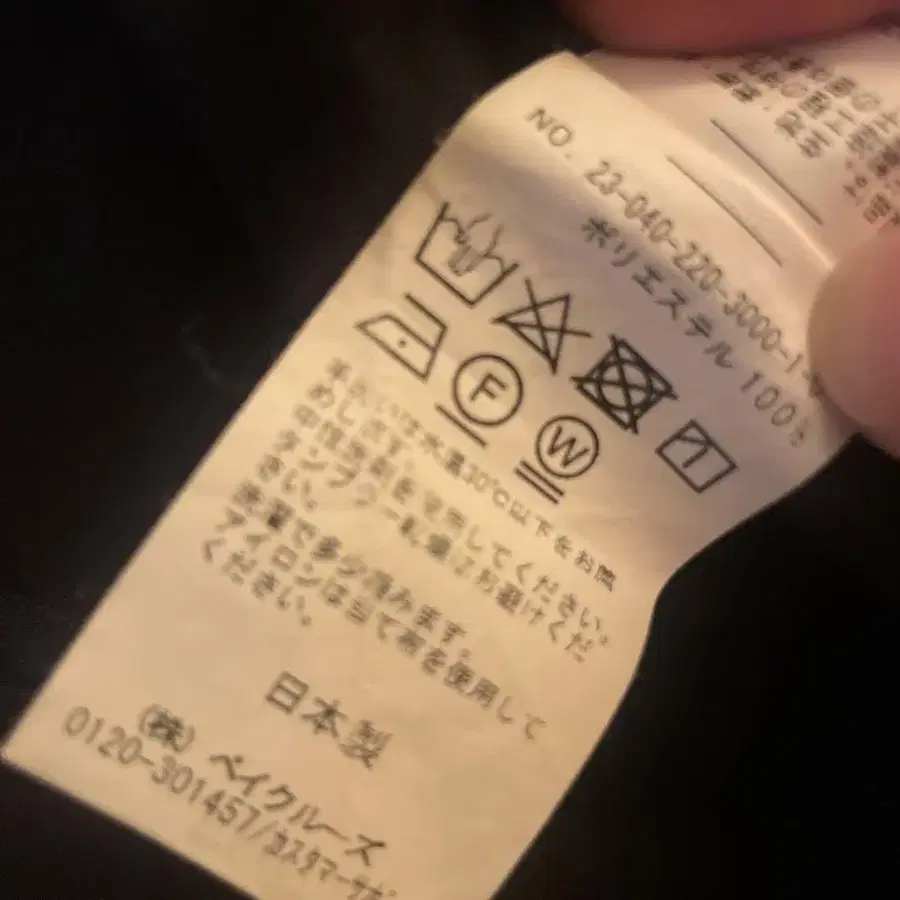 NO. 23-040-220-3000-1-
ポリエステル 100%
F
W
手洗いは水温30℃以下をお薦
めします。
中性洗剤を使用してください。
タンブラー乾燥はお避けくだ
さい。
洗濯で多少縮みます。
アイロンは当て布を使用して
ください。
日本製
(株) ベイクルーズ
0120-301457/カスタマーサポ